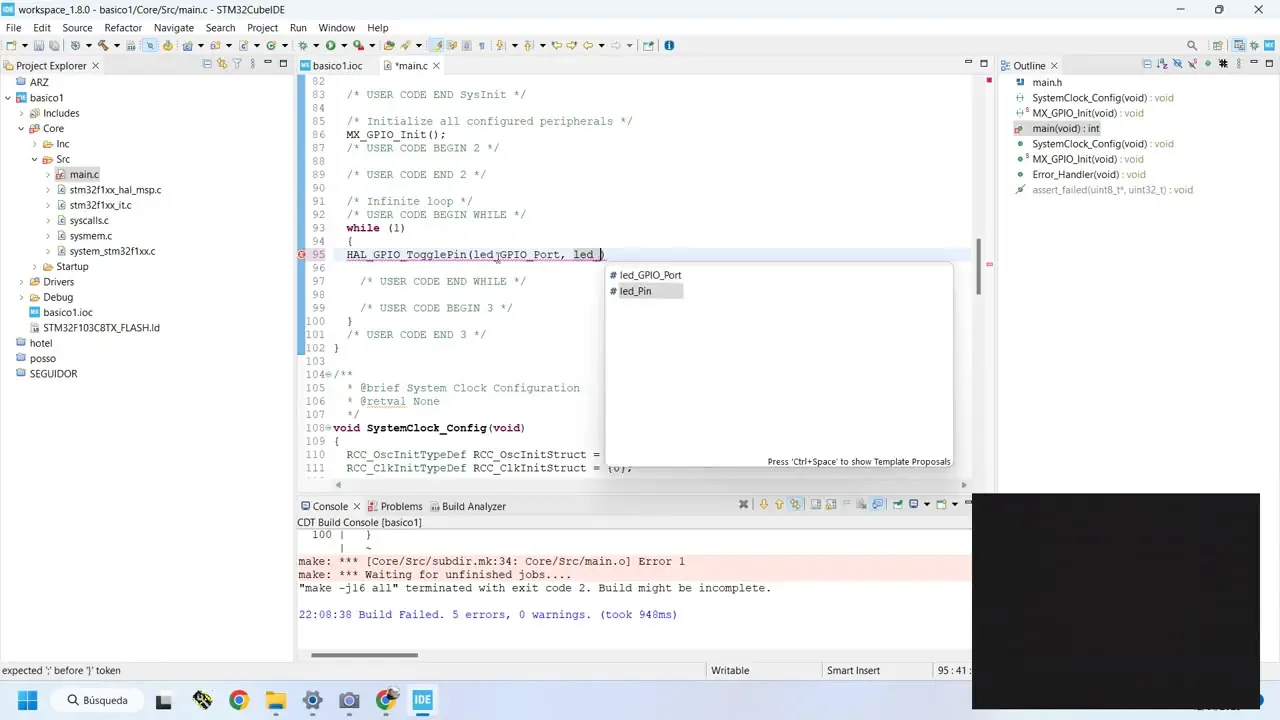 workspace_1.8.0 - basico1/Core/Src/main.c - STM32CubeIDE
File Edit Source Refactor Navigate Search Project Run Window Help
Project Explorer
ARZ
basico1
Includes
Core
Inc
Src
main.c
stm32f1xx_hal_msp.c
stm32f1xx_it.c
syscalls.c
sysmem.c
system_stm32f1xx.c
Startup
Drivers
Debug
basico1.ioc
STM32F103C8TX_FLASH.ld
hotel
posso
SEGUIDOR
basico1.ioc *main.c
82
83 /* USER CODE END SysInit */
84
85 /* Initialize all configured peripherals */
86 MX_GPIO_Init();
87 /* USER CODE BEGIN 2 */
88
89 /* USER CODE END 2 */
90
91 /* Infinite loop */
92 /* USER CODE BEGIN WHILE */
93 while (1)
94 {
95 HAL_GPIO_TogglePin(led_GPIO_Port, led_)
96
97 /* USER CODE END WHILE */
98
99 /* USER CODE BEGIN 3 */
100 }
101 /* USER CODE END 3 */
102 }
103
104 /**
105 * @brief System Clock Configuration
106 * @retval None
107 */
108 void SystemClock_Config(void)
109 {
110 RCC_OscInitTypeDef RCC_OscInitStruct =
111 RCC_ClkInitTypeDef RCC_ClkInitStruct = {0};
# led_GPIO_Port
# led_Pin
Press 'Ctrl+Space' to show Template Proposals
Outline
main.h
SystemClock_Config(void) : void
MX_GPIO_Init(void) : void
main(void) : int
SystemClock_Config(void) : void
MX_GPIO_Init(void) : void
Error_Handler(void) : void
assert_failed(uint8_t*, uint32_t) : void
Console Problems Build Analyzer
CDT Build Console [basico1]
100 | }
| ~
make: *** [Core/Src/subdir.mk:34: Core/Src/main.o] Error 1
make: *** Waiting for unfinished jobs....
"make -j16 all" terminated with exit code 2. Build might be incomplete.
22:08:38 Build Failed. 5 errors, 0 warnings. (took 948ms)
expected ';' before '}' token
Writable
Smart Insert
95 : 41 :
Búsqueda
IDE